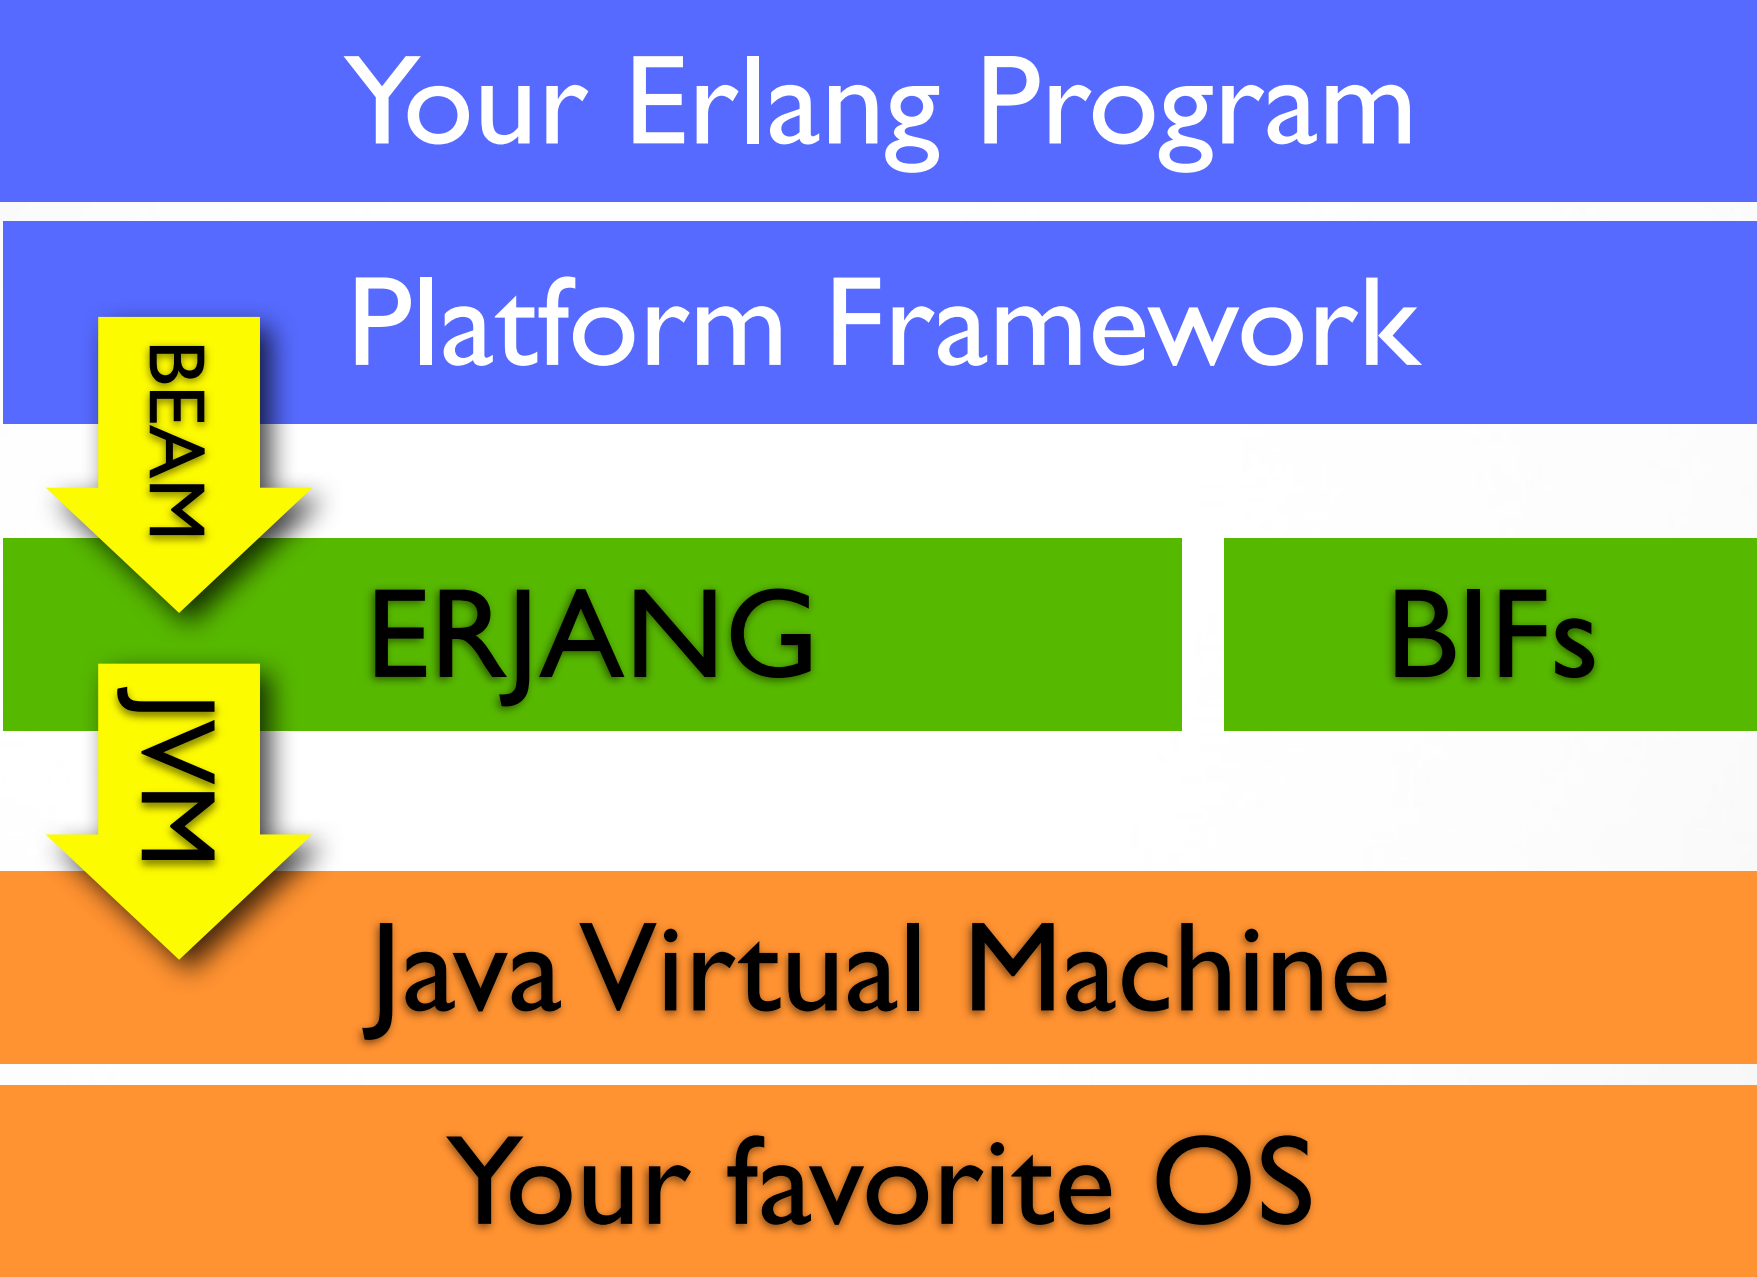 Your Erlang Program
Platform Framework
BEAM
ERJANG
BIFs
JVM
Java Virtual Machine
Your favorite OS